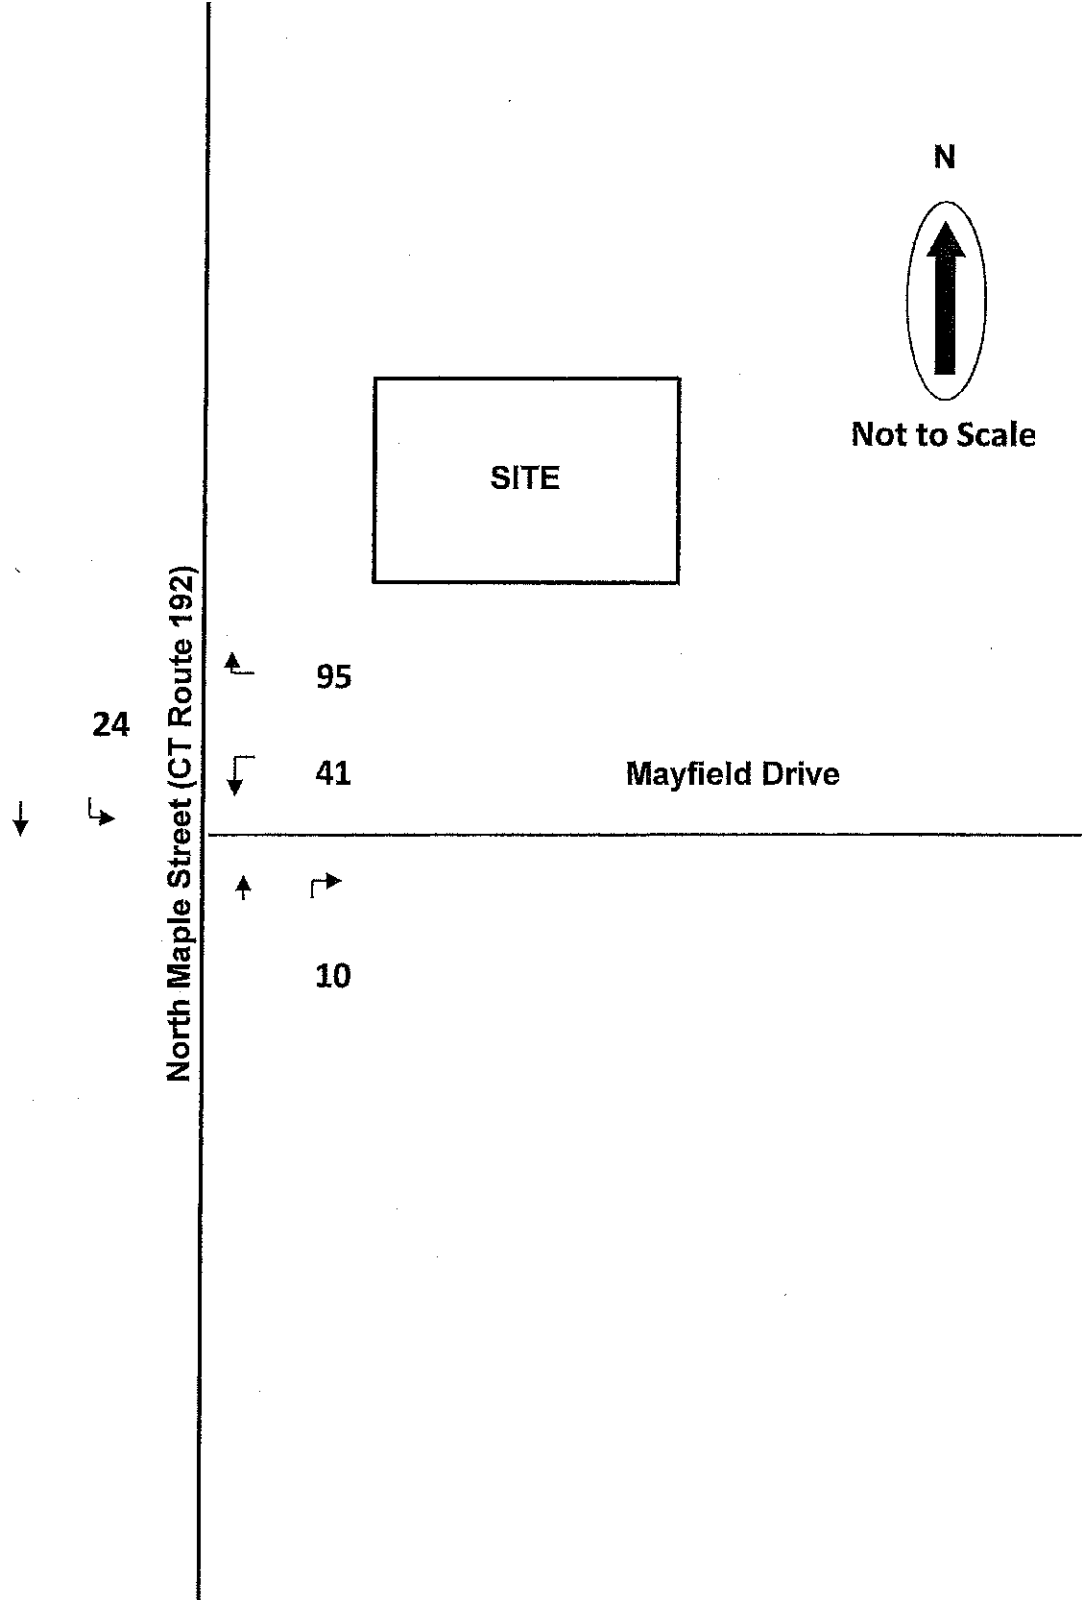 N
Not to Scale
SITE
North Maple Street (CT Route 192)
95
24
41
Mayfield Drive
10